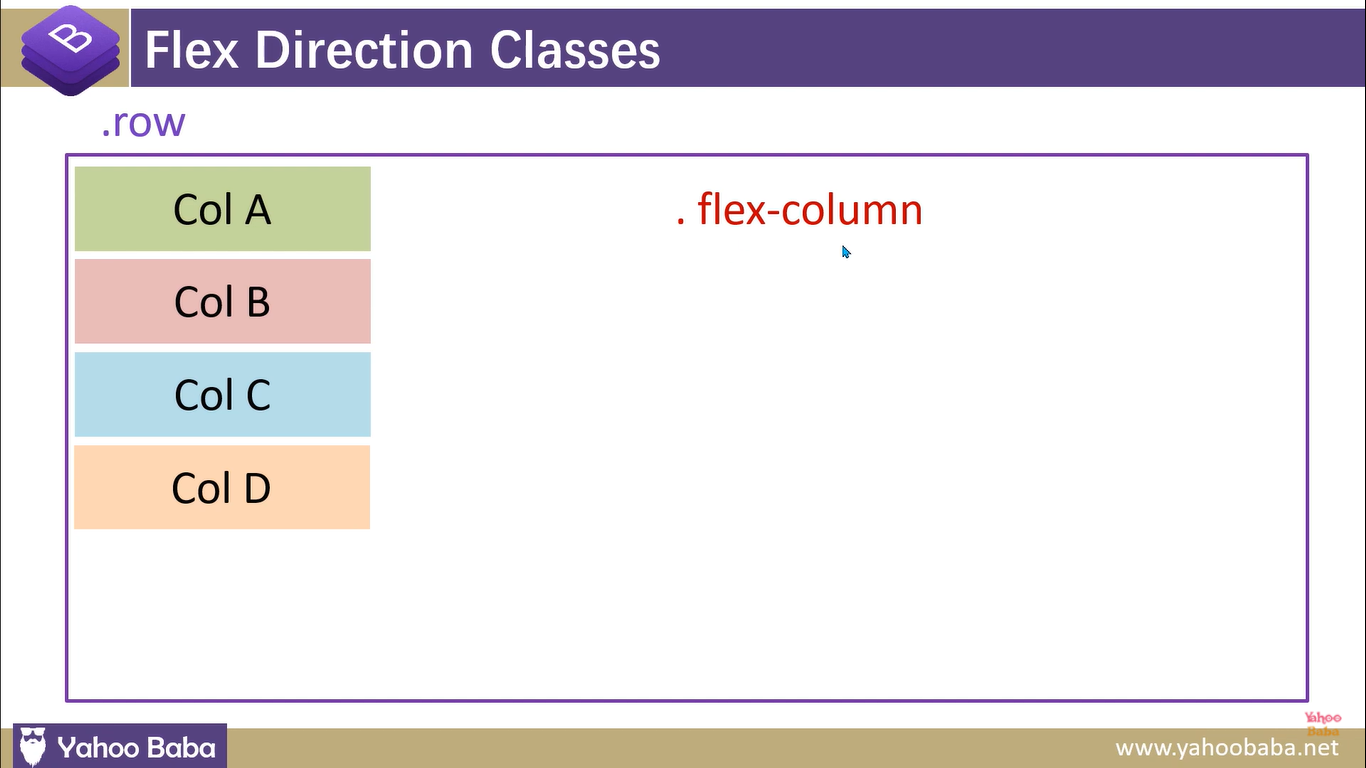 B
Flex Direction Classes
.row
Col A
. flex-column
Col B
Col C
Col D
Yahoo
Baba
Yahoo Baba
www.yahoobaba.net